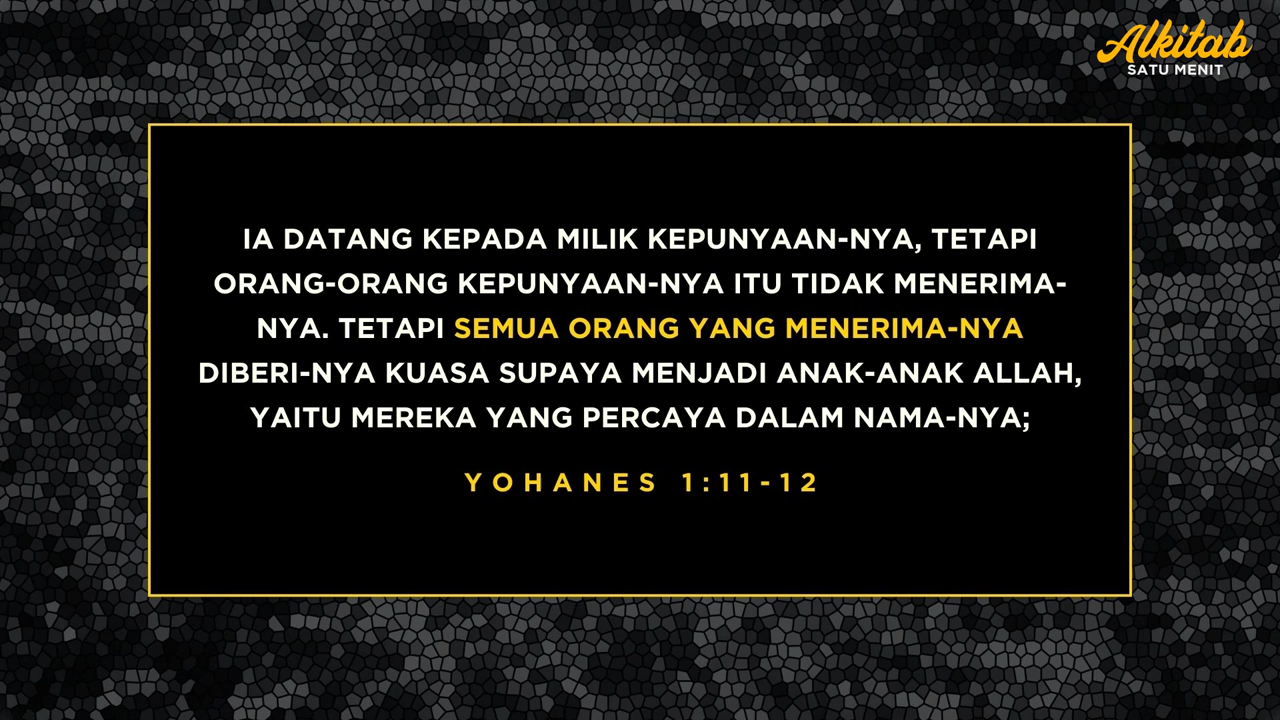 Alkitab
SATU MENIT
IA DATANG KEPADA MILIK KEPUNYAAN-NYA, TETAPI
ORANG-ORANG KEPUNYAAN-NYA ITU TIDAK MENERIMA-
NYA. TETAPI SEMUA ORANG YANG MENERIMA-NYA
DIBERI-NYA KUASA SUPAYA MENJADI ANAK-ANAK ALLAH,
YAITU MEREKA YANG PERCAYA DALAM NAMA-NYA;
YOHANES 1:11-12